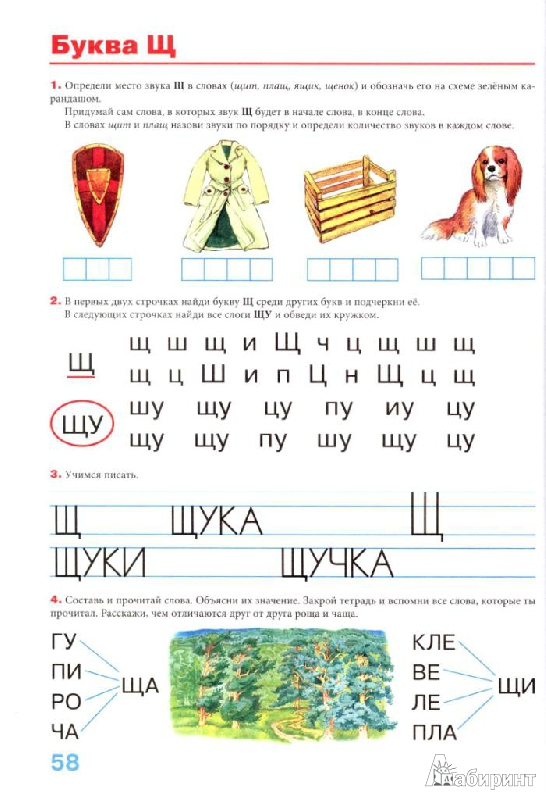 Буква Щ
1. Определи место звука Щ в словах (щит, плащ, ящик, щенок) и обозначь его на схеме зелёным ка-
рандашом.
Придумай сам слова, в которых звук Щ будет в начале слова, в конце слова.
В словах щит и плащ назови звуки по порядку и определи количество звуков в каждом слове.
2. В первых двух строчках найди букву Щ среди других букв и подчеркни её.
В следующих строчках найди все слоги ЩУ и обведи их кружком.
Щ
щ ш щ и Щ ч ц щ ш щ
щ ц Ш и п Ц н Щ ц щ
ЩУ
шу щу цу пу иу цу
щу щу пу шу щу цу
3. Учимся писать.
Щ ЩУКА Щ
ЩУКИ ЩУЧКА
4. Составь и прочитай слова. Объясни их значение. Закрой тетрадь и вспомни все слова, которые ты
прочитал. Расскажи, чем отличаются друг от друга роща и чаща.
ГУ
ПИ
РО
ЧА
ЩА
КЛЕ
ВЕ
ЛЕ
ПЛА
ЩИ
58
Лабиринт